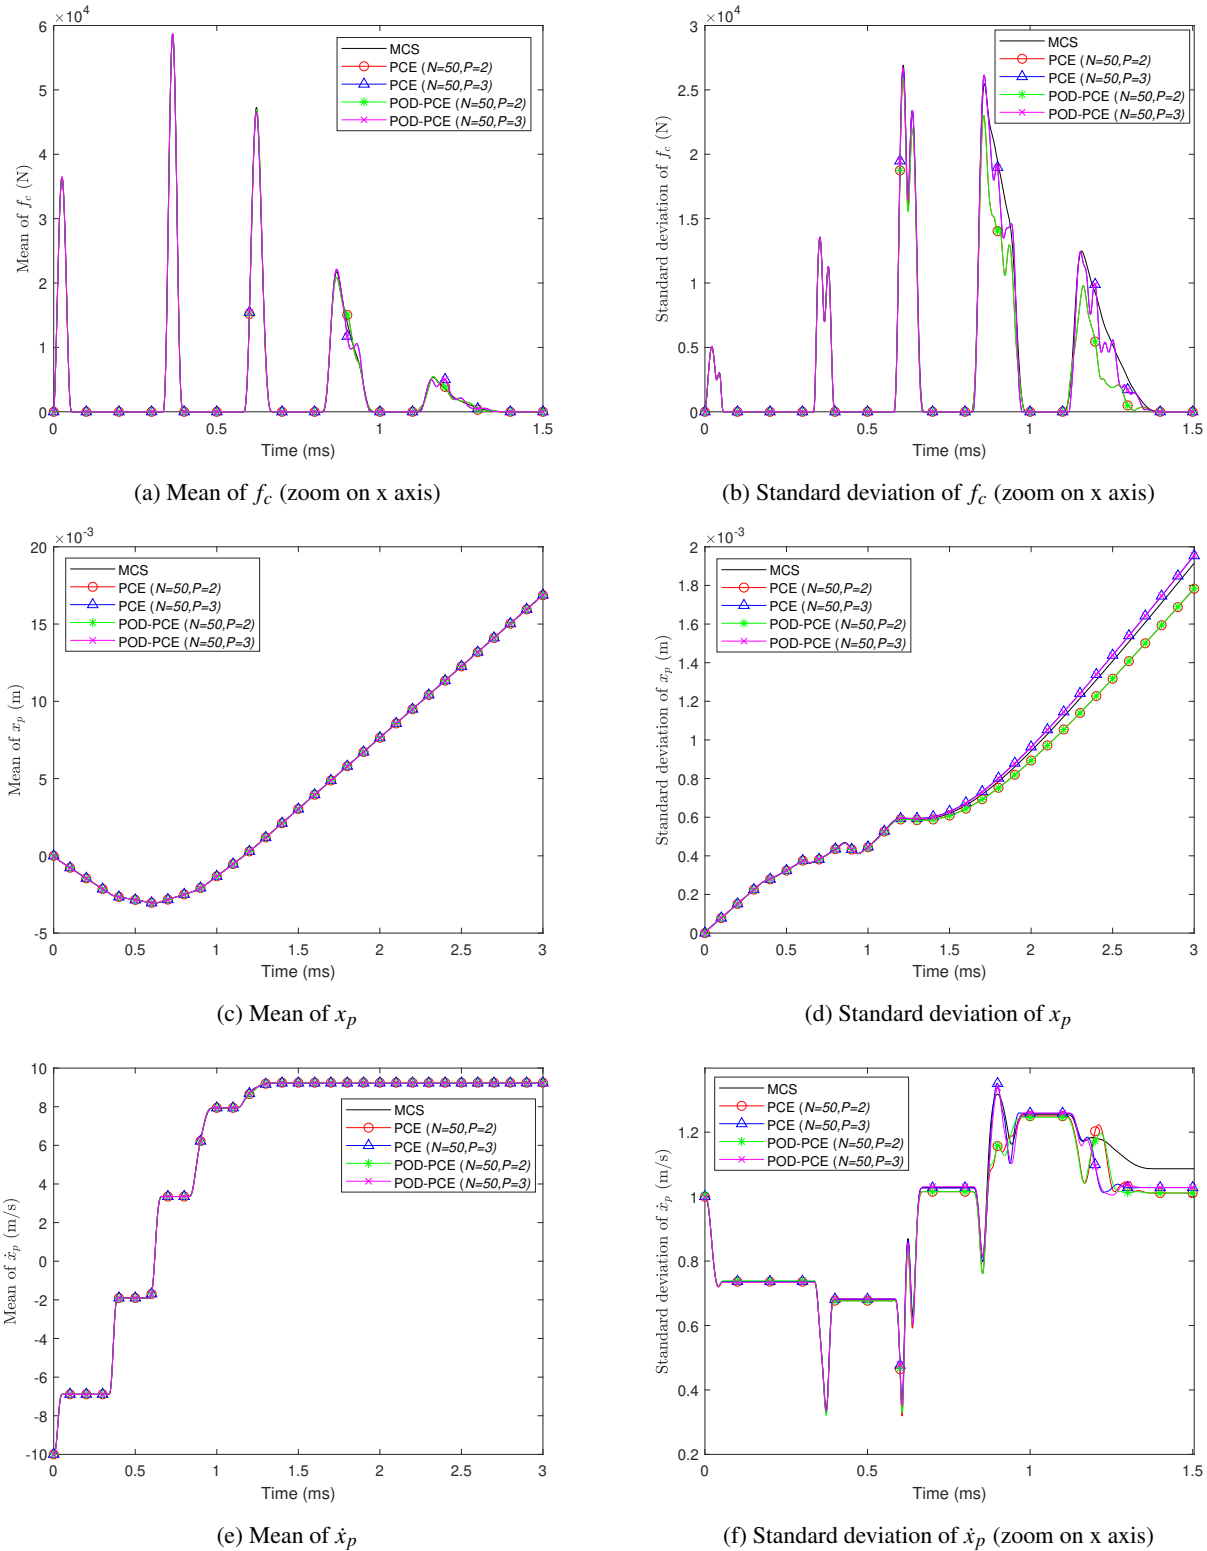 ×10^4
Mean of f_c (N)
6
5
4
3
2
1
0
MCS
PCE (N=50,P=2)
PCE (N=50,P=3)
POD-PCE (N=50,P=2)
POD-PCE (N=50,P=3)
0 0.5 1 1.5
Time (ms)
(a) Mean of f_c (zoom on x axis)
×10^4
Standard deviation of f_c (N)
3
2.5
2
1.5
1
0.5
0
MCS
PCE (N=50,P=2)
PCE (N=50,P=3)
POD-PCE (N=50,P=2)
POD-PCE (N=50,P=3)
0 0.5 1 1.5
Time (ms)
(b) Standard deviation of f_c (zoom on x axis)
×10^-3
Mean of x_p (m)
20
15
10
5
0
-5
MCS
PCE (N=50,P=2)
PCE (N=50,P=3)
POD-PCE (N=50,P=2)
POD-PCE (N=50,P=3)
0 0.5 1 1.5 2 2.5 3
Time (ms)
(c) Mean of x_p
×10^-3
Standard deviation of x_p (m)
2
1.8
1.6
1.4
1.2
1
0.8
0.6
0.4
0.2
0
MCS
PCE (N=50,P=2)
PCE (N=50,P=3)
POD-PCE (N=50,P=2)
POD-PCE (N=50,P=3)
0 0.5 1 1.5 2 2.5 3
Time (ms)
(d) Standard deviation of x_p
Mean of ẋ_p (m/s)
10
8
6
4
2
0
-2
-4
-6
-8
-10
MCS
PCE (N=50,P=2)
PCE (N=50,P=3)
POD-PCE (N=50,P=2)
POD-PCE (N=50,P=3)
0 0.5 1 1.5 2 2.5 3
Time (ms)
(e) Mean of ẋ_p
Standard deviation of ẋ_p (m/s)
1.4
1.2
1.0
0.8
0.6
0.4
0.2
MCS
PCE (N=50,P=2)
PCE (N=50,P=3)
POD-PCE (N=50,P=2)
POD-PCE (N=50,P=3)
0 0.5 1 1.5
Time (ms)
(f) Standard deviation of ẋ_p (zoom on x axis)